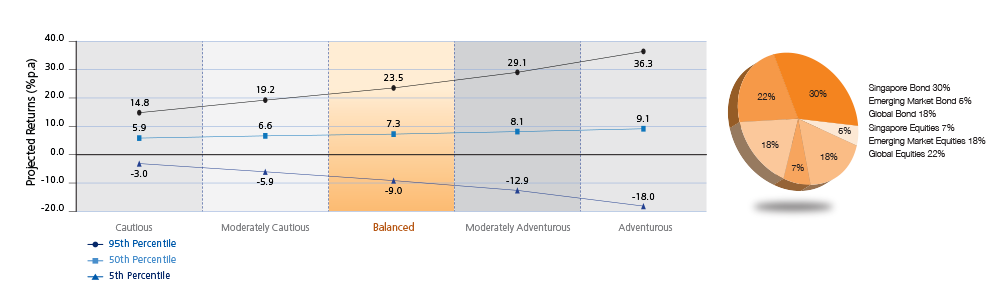 Projected Returns (%p.a)
40.0
30.0
20.0
10.0
0.0
-10.0
-20.0
14.8
19.2
23.5
29.1
36.3
5.9
6.6
7.3
8.1
9.1
-3.0
-5.9
-9.0
-12.9
-18.0
Cautious
Moderately Cautious
Balanced
Moderately Adventurous
Adventurous
95th Percentile
50th Percentile
5th Percentile
22%
30%
6%
18%
7%
18%
Singapore Bond 30%
Emerging Market Bond 6%
Global Bond 18%
Singapore Equities 7%
Emerging Market Equities 18%
Global Equities 22%